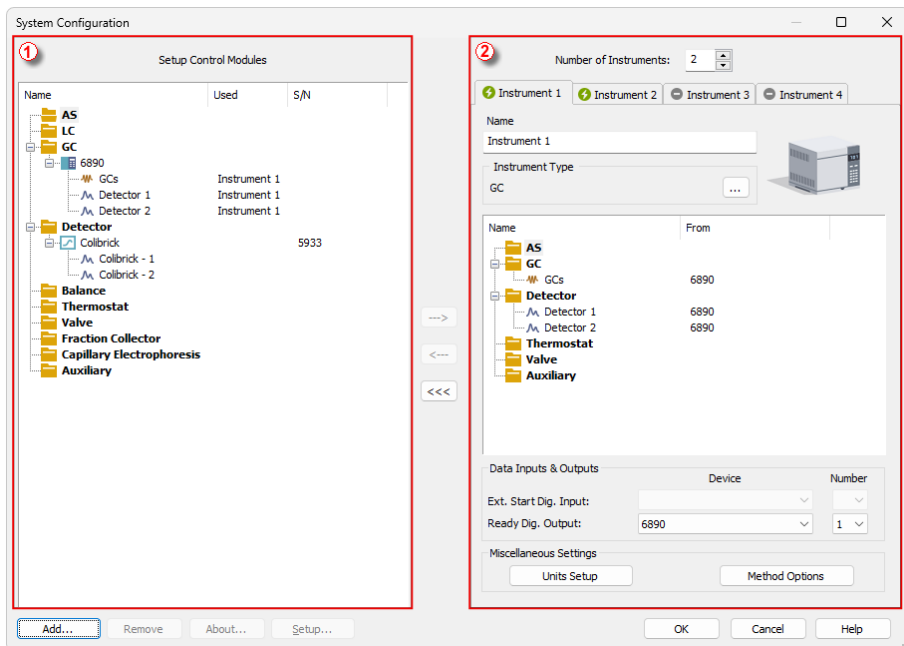 System Configuration
1
Setup Control Modules
Name Used S/N
AS
LC
GC
6890
GCs Instrument 1
Detector 1 Instrument 1
Detector 2 Instrument 1
Detector
Colibrick 5933
Colibrick - 1
Colibrick - 2
Balance
Thermostat
Valve
Fraction Collector
Capillary Electrophoresis
Auxiliary
--->
<---
<<<
2
Number of Instruments: 2
Instrument 1 Instrument 2 Instrument 3 Instrument 4
Name
Instrument 1
Instrument Type
GC ...
Name From
AS
GC
GCs 6890
Detector
Detector 1 6890
Detector 2 6890
Thermostat
Valve
Auxiliary
Data Inputs & Outputs
Device Number
Ext. Start Dig. Input:
Ready Dig. Output: 6890 1
Miscellaneous Settings
Units Setup Method Options
Add... Remove About... Setup... OK Cancel Help